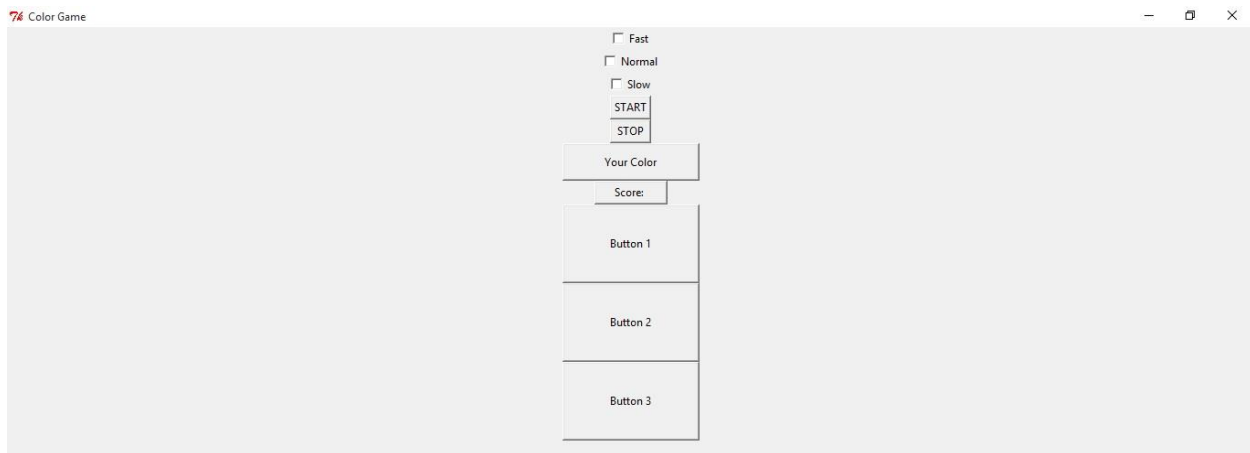 Color Game
Fast
Normal
Slow
START
STOP
Your Color
Score:
Button 1
Button 2
Button 3